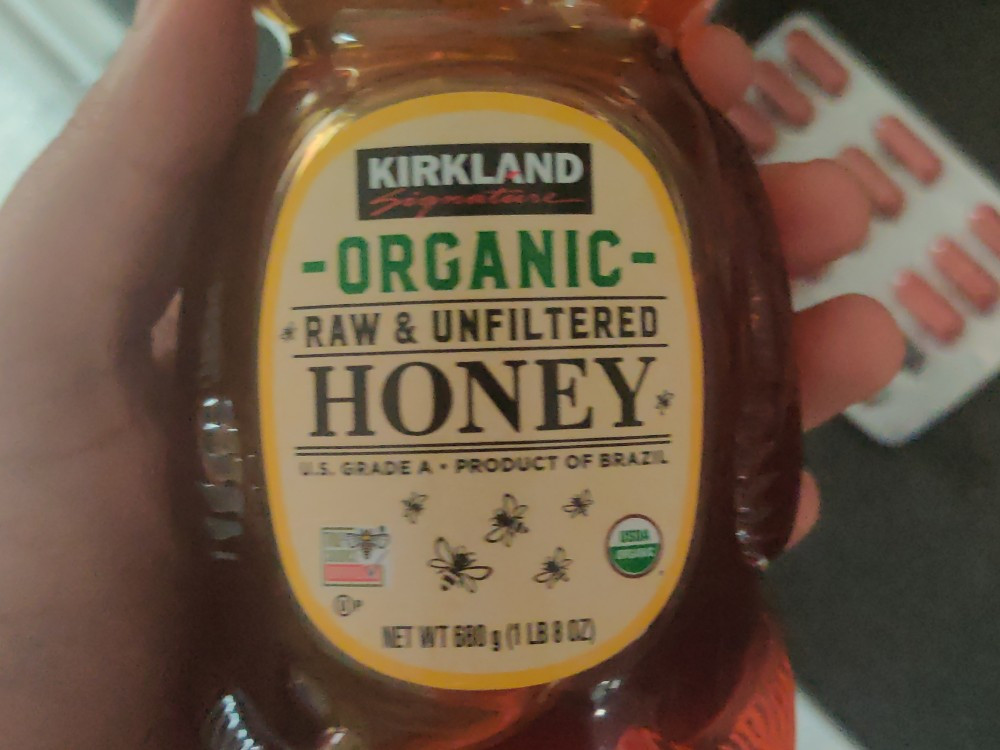 KIRKLAND
Signature
-ORGANIC-
RAW & UNFILTERED
HONEY
U.S. GRADE A • PRODUCT OF BRAZIL
USDA
ORGANIC
NET WT 680 g (1 LB 8 OZ)